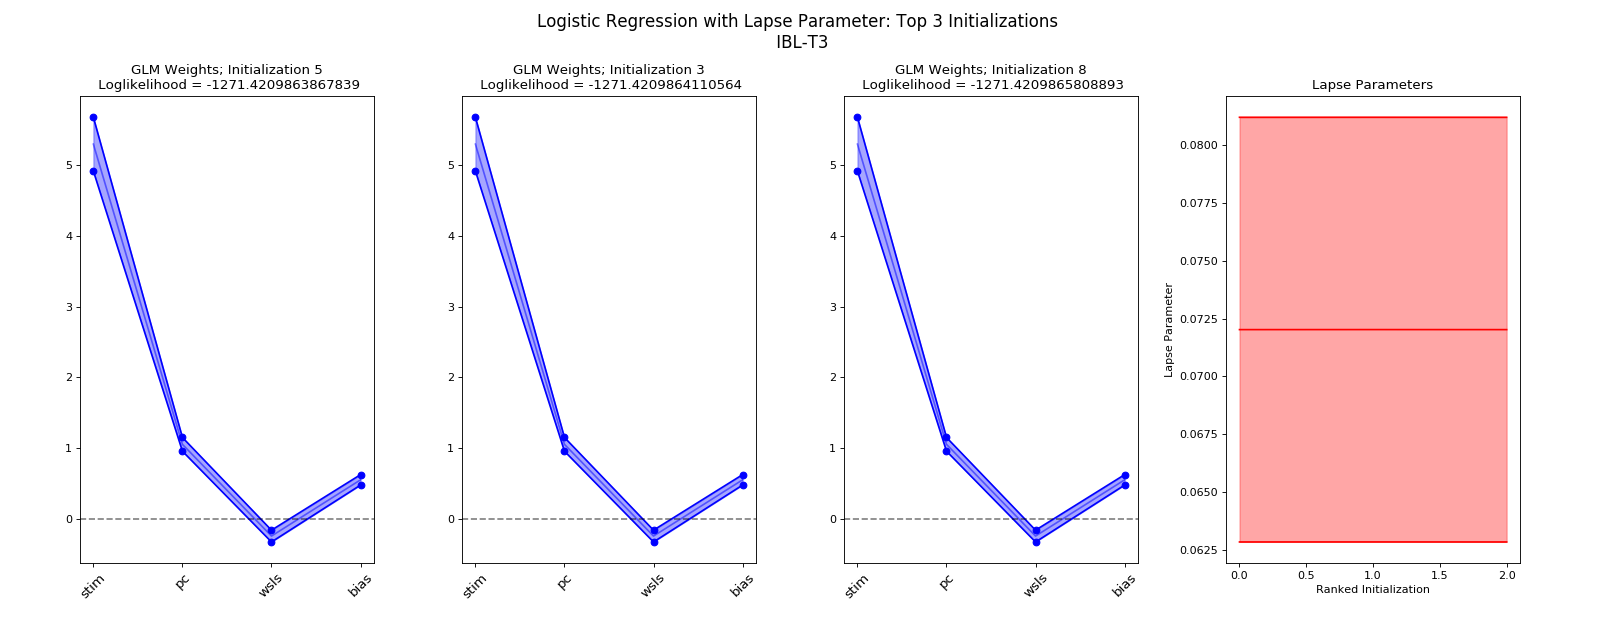 Logistic Regression with Lapse Parameter: Top 3 Initializations
IBL-T3
GLM Weights; Initialization 5
Loglikelihood = -1271.4209863867839
5
4
3
2
1
0
stim
pc
wsls
bias
GLM Weights; Initialization 3
Loglikelihood = -1271.4209864110564
5
4
3
2
1
0
stim
pc
wsls
bias
GLM Weights; Initialization 8
Loglikelihood = -1271.4209865808893
5
4
3
2
1
0
stim
pc
wsls
bias
Lapse Parameters
Lapse Parameter
0.0800
0.0775
0.0750
0.0725
0.0700
0.0675
0.0650
0.0625
0.0 0.5 1.0 1.5 2.0
Ranked Initialization